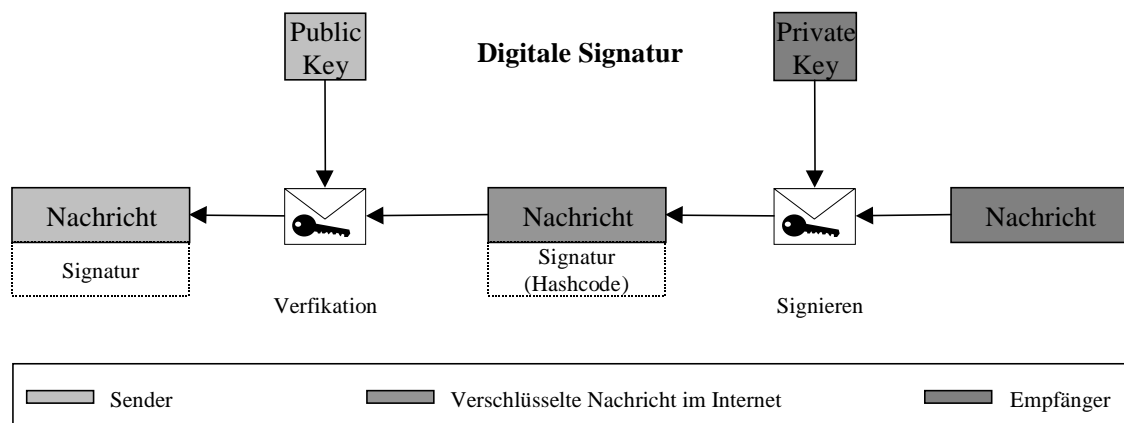 Public
Key
Digitale Signatur
Private
Key
Nachricht
Nachricht
Nachricht
Signatur
Signatur
(Hashcode)
Verfikation
Signieren
Sender
Verschlüsselte Nachricht im Internet
Empfänger